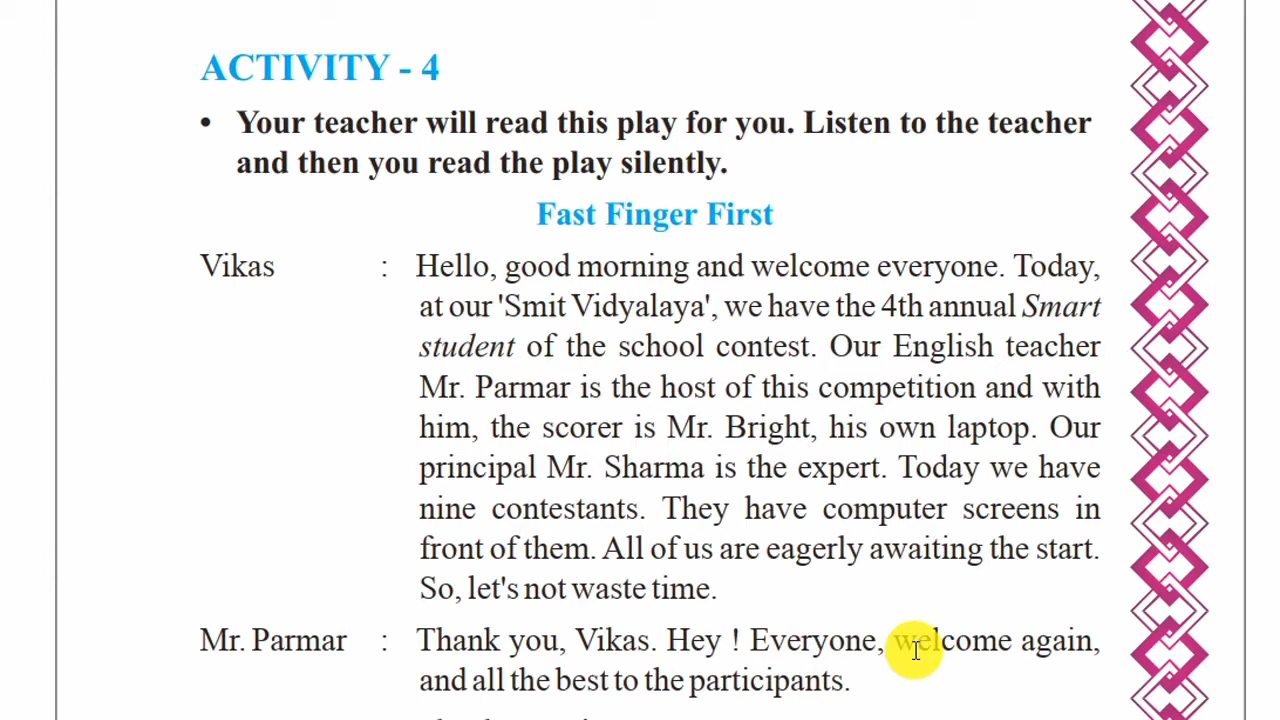 ACTIVITY - 4
• Your teacher will read this play for you. Listen to the teacher
and then you read the play silently.
Fast Finger First
Vikas : Hello, good morning and welcome everyone. Today,
at our 'Smit Vidyalaya', we have the 4th annual Smart
student of the school contest. Our English teacher
Mr. Parmar is the host of this competition and with
him, the scorer is Mr. Bright, his own laptop. Our
principal Mr. Sharma is the expert. Today we have
nine contestants. They have computer screens in
front of them. All of us are eagerly awaiting the start.
So, let's not waste time.
Mr. Parmar : Thank you, Vikas. Hey ! Everyone, welcome again,
and all the best to the participants.